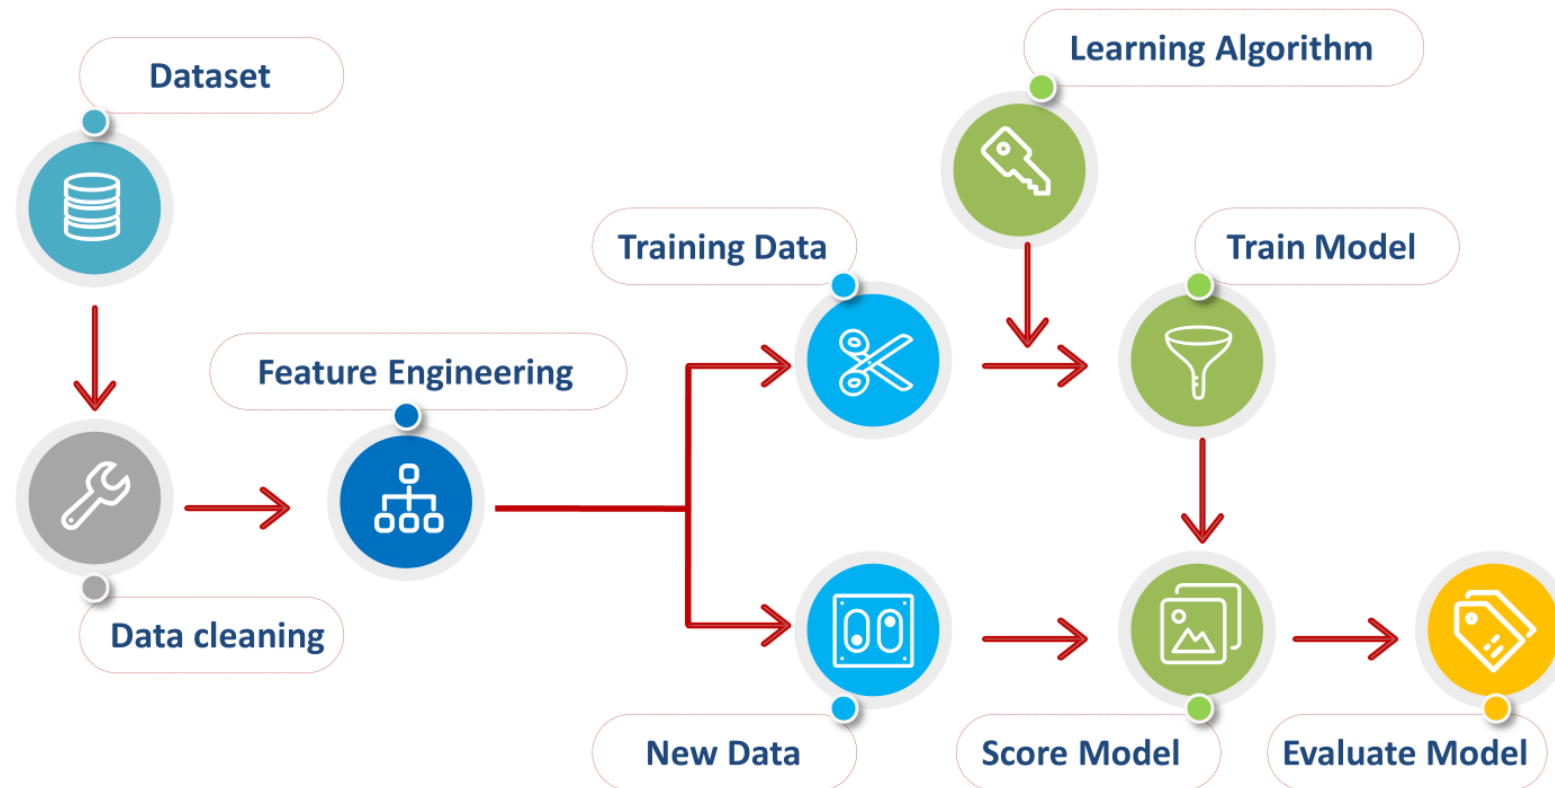 Dataset
Learning Algorithm
Training Data
Train Model
Feature Engineering
Data cleaning
New Data
Score Model
Evaluate Model